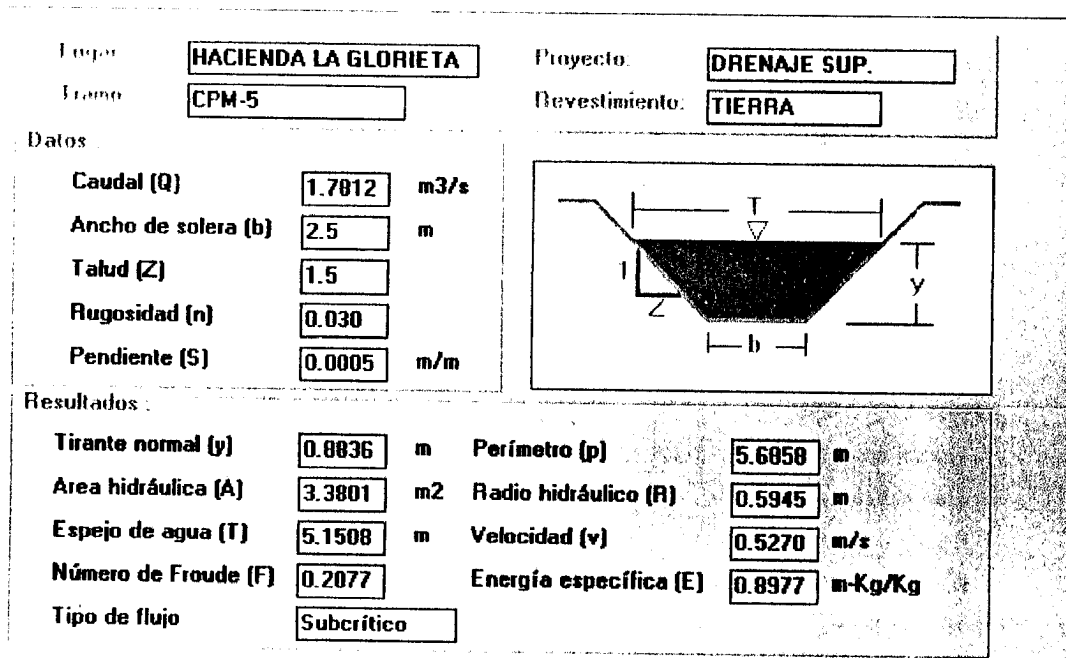 Lugar: HACIENDA LA GLORIETA Proyecto: DRENAJE SUP.
Tramo: CPM-5 Revestimiento: TIERRA
Datos:
Caudal (Q) 1.7812 m3/s
Ancho de solera (b) 2.5 m
Talud (Z) 1.5
Rugosidad (n) 0.030
Pendiente (S) 0.0005 m/m
T
1
Z
y
b
Resultados:
Tirante normal (y) 0.8836 m Perímetro (p) 5.6858 m
Area hidráulica (A) 3.3801 m2 Radio hidráulico (R) 0.5945 m
Espejo de agua (T) 5.1508 m Velocidad (v) 0.5270 m/s
Número de Froude (F) 0.2077 Energía específica (E) 0.8977 m-Kg/Kg
Tipo de flujo Subcrítico